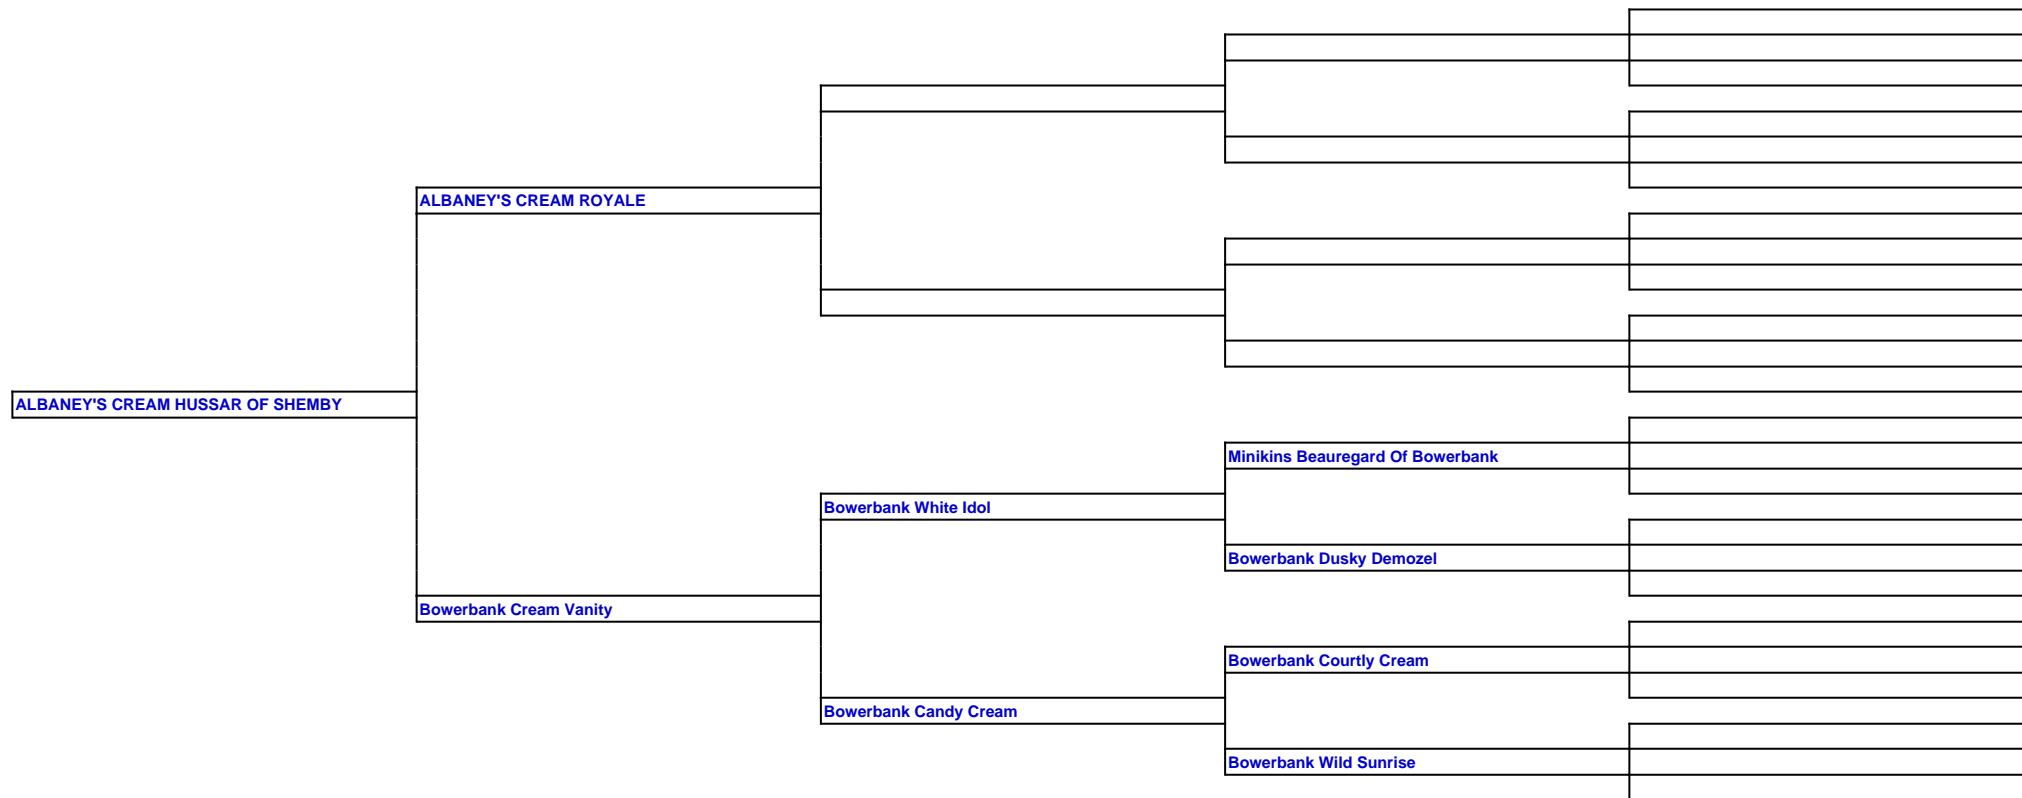 ALBANEY'S CREAM ROYALE
ALBANEY'S CREAM HUSSAR OF SHEMBY
Minikins Beauregard Of Bowerbank
Bowerbank White Idol
Bowerbank Dusky Demozel
Bowerbank Cream Vanity
Bowerbank Courtly Cream
Bowerbank Candy Cream
Bowerbank Wild Sunrise